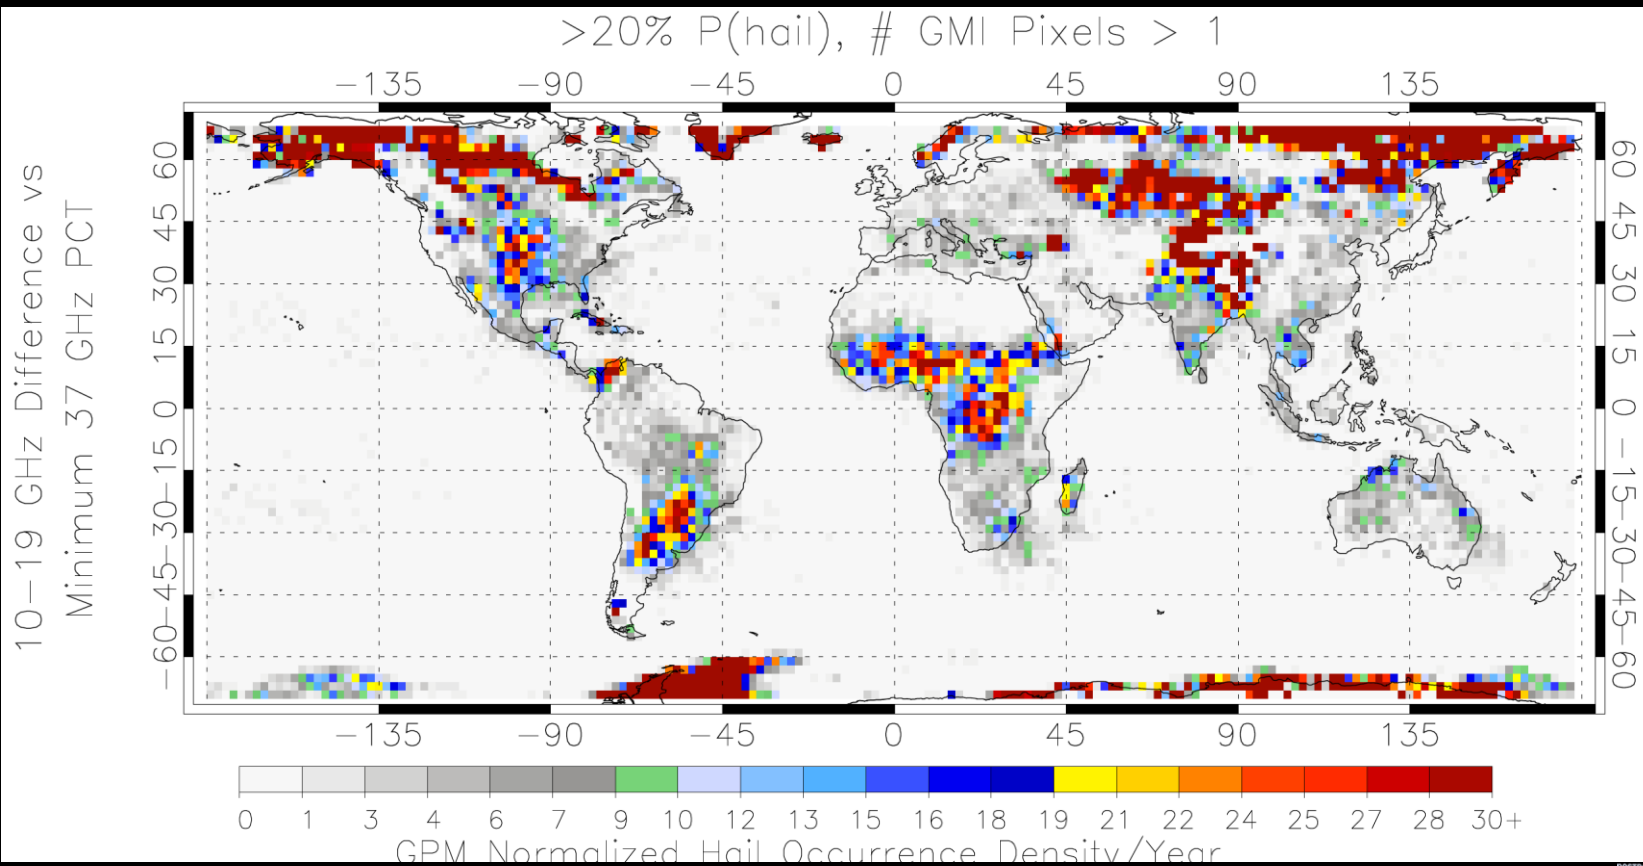 >20% P(hail), # GMI Pixels > 1
-135 -90 -45 0 45 90 135
10-19 GHz Difference vs
Minimum 37 GHz PCT
60 60
45 45
30 30
15 15
0 0
-15 -15
-30 -30
-45 -45
-60 -60
-135 -90 -45 0 45 90 135
0 1 3 4 6 7 9 10 12 13 15 16 18 19 21 22 24 25 27 28 30+
GPM Normalized Hail Occurrence Density/Year